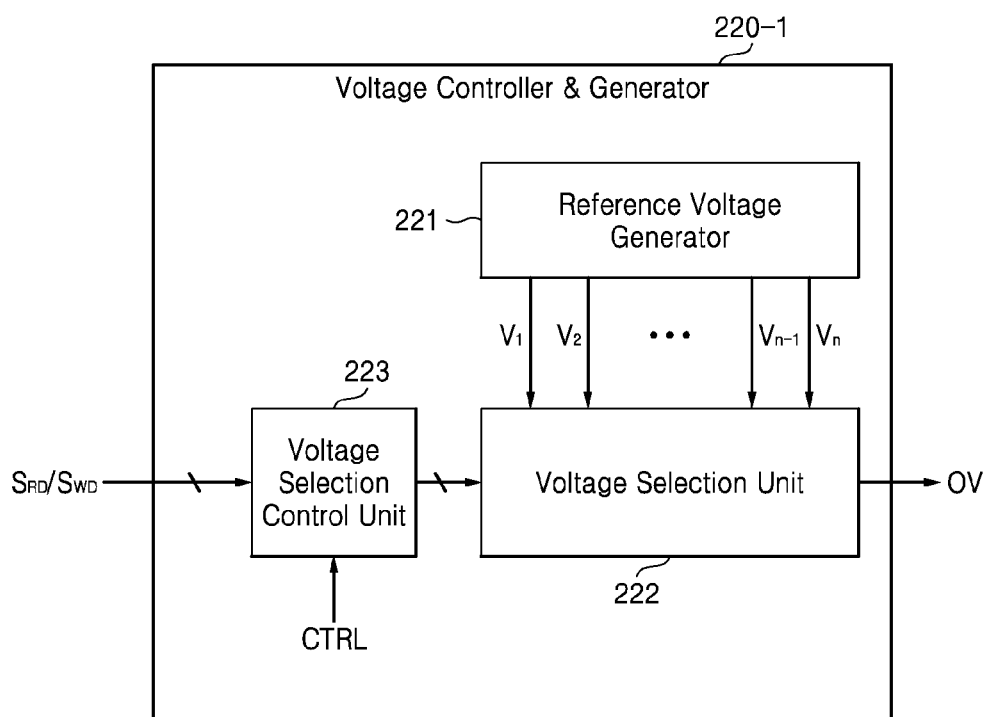 220-1
Voltage Controller & Generator
221
Reference Voltage
Generator
V1 V2 ••• Vn-1 Vn
223
Voltage
Selection
Control Unit
SRD/SWD
Voltage Selection Unit
OV
222
CTRL